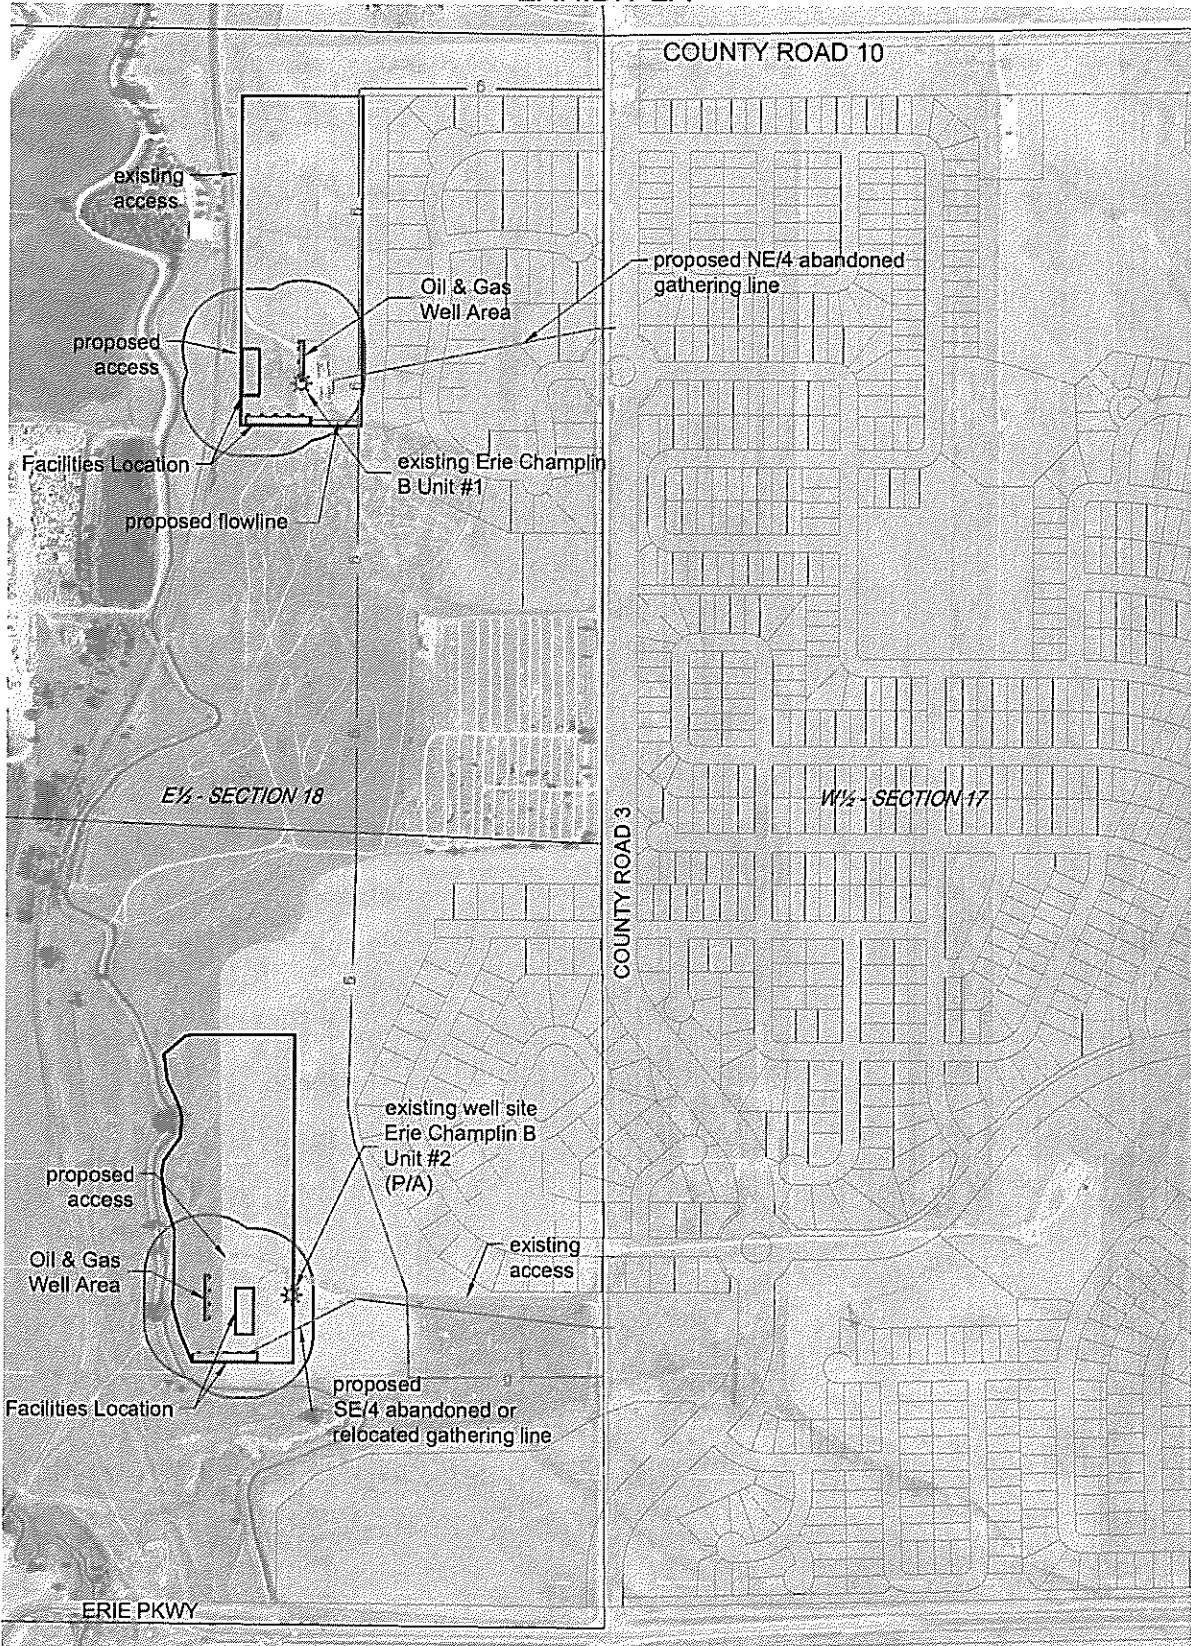 COUNTY ROAD 10
existing
access
proposed NE/4 abandoned
gathering line
Oil & Gas
Well Area
proposed
access
Facilities Location
existing Erie Champlin
B Unit #1
proposed flowline
E½ - SECTION 18
W½ - SECTION 17
COUNTY ROAD 3
existing well site
Erie Champlin B
Unit #2
(P/A)
proposed
access
existing
access
Oil & Gas
Well Area
Facilities Location
proposed
SE/4 abandoned or
relocated gathering line
ERIE PKWY